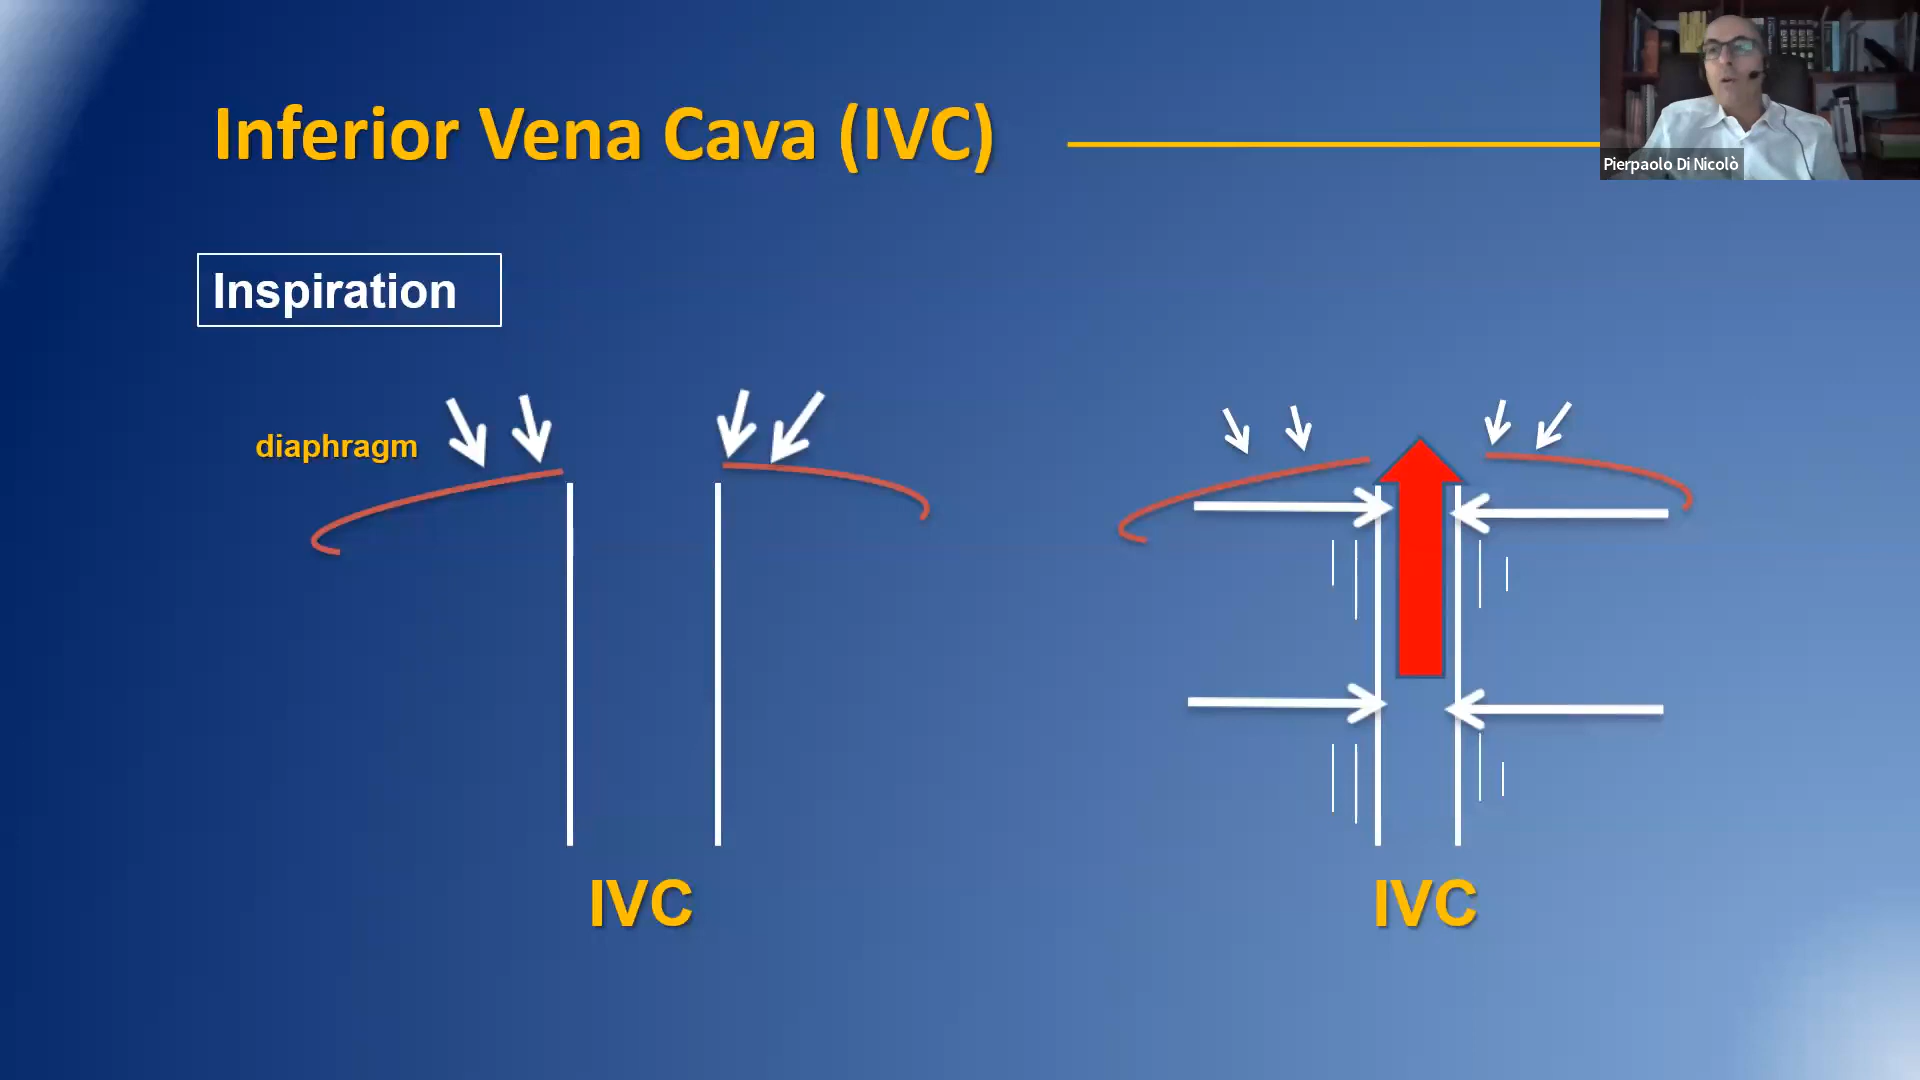 Inferior Vena Cava (IVC)
Pierpaolo Di Nicolò
Inspiration
diaphragm
IVC
IVC